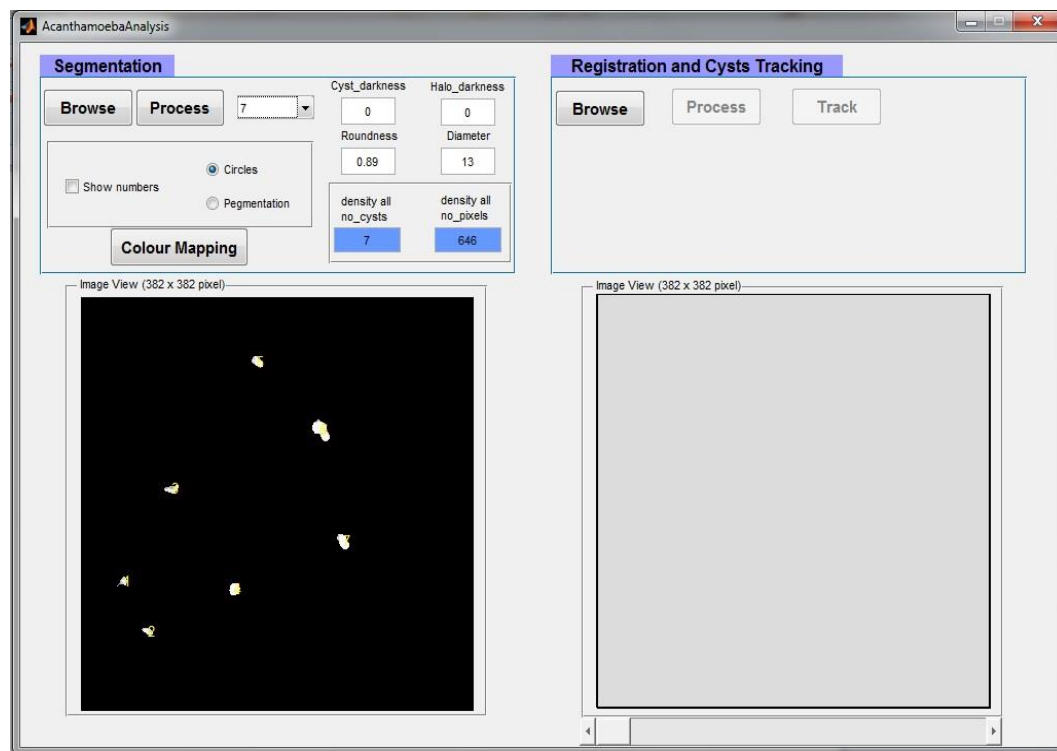 AcanthamoebaAnalysis
Segmentation
Browse
Process
7
Cyst_darkness
Halo_darkness
0
0
Roundness
Diameter
0.89
13
Show numbers
Circles
Pegmentation
density all
no_cysts
density all
no_pixels
7
646
Colour Mapping
Image View (382 x 382 pixel)
Registration and Cysts Tracking
Browse
Process
Track
Image View (382 x 382 pixel)